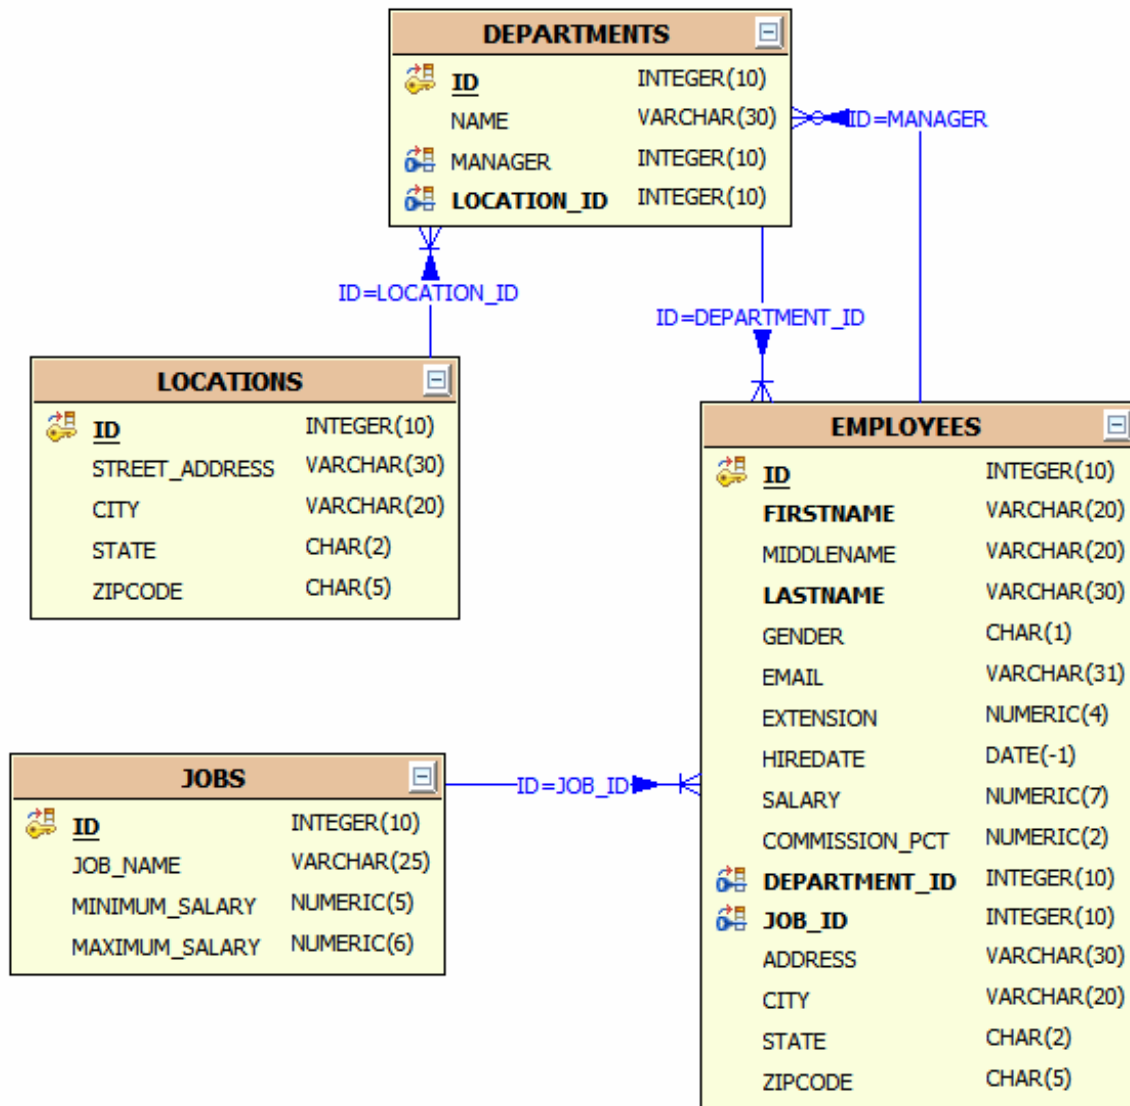 DEPARTMENTS
ID INTEGER(10)
NAME VARCHAR(30)
MANAGER INTEGER(10)
LOCATION_ID INTEGER(10)
ID=MANAGER
ID=LOCATION_ID
ID=DEPARTMENT_ID
LOCATIONS
ID INTEGER(10)
STREET_ADDRESS VARCHAR(30)
CITY VARCHAR(20)
STATE CHAR(2)
ZIPCODE CHAR(5)
EMPLOYEES
ID INTEGER(10)
FIRSTNAME VARCHAR(20)
MIDDLENAME VARCHAR(20)
LASTNAME VARCHAR(30)
GENDER CHAR(1)
EMAIL VARCHAR(31)
EXTENSION NUMERIC(4)
HIREDATE DATE(-1)
SALARY NUMERIC(7)
COMMISSION_PCT NUMERIC(2)
DEPARTMENT_ID INTEGER(10)
JOB_ID INTEGER(10)
ADDRESS VARCHAR(30)
CITY VARCHAR(20)
STATE CHAR(2)
ZIPCODE CHAR(5)
JOBS
ID INTEGER(10)
JOB_NAME VARCHAR(25)
MINIMUM_SALARY NUMERIC(5)
MAXIMUM_SALARY NUMERIC(6)
ID=JOB_ID